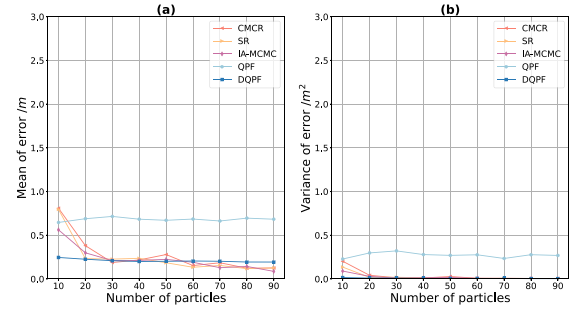 (a)
Mean of error /m
3,0
2,5
2,0
1,5
1,0
0,5
0,0
CMCR
SR
IA-MCMC
QPF
DQPF
10 20 30 40 50 60 70 80 90
Number of particles
(b)
Variance of error /m²
3,0
2,5
2,0
1,5
1,0
0,5
0,0
CMCR
SR
IA-MCMC
QPF
DQPF
10 20 30 40 50 60 70 80 90
Number of particles